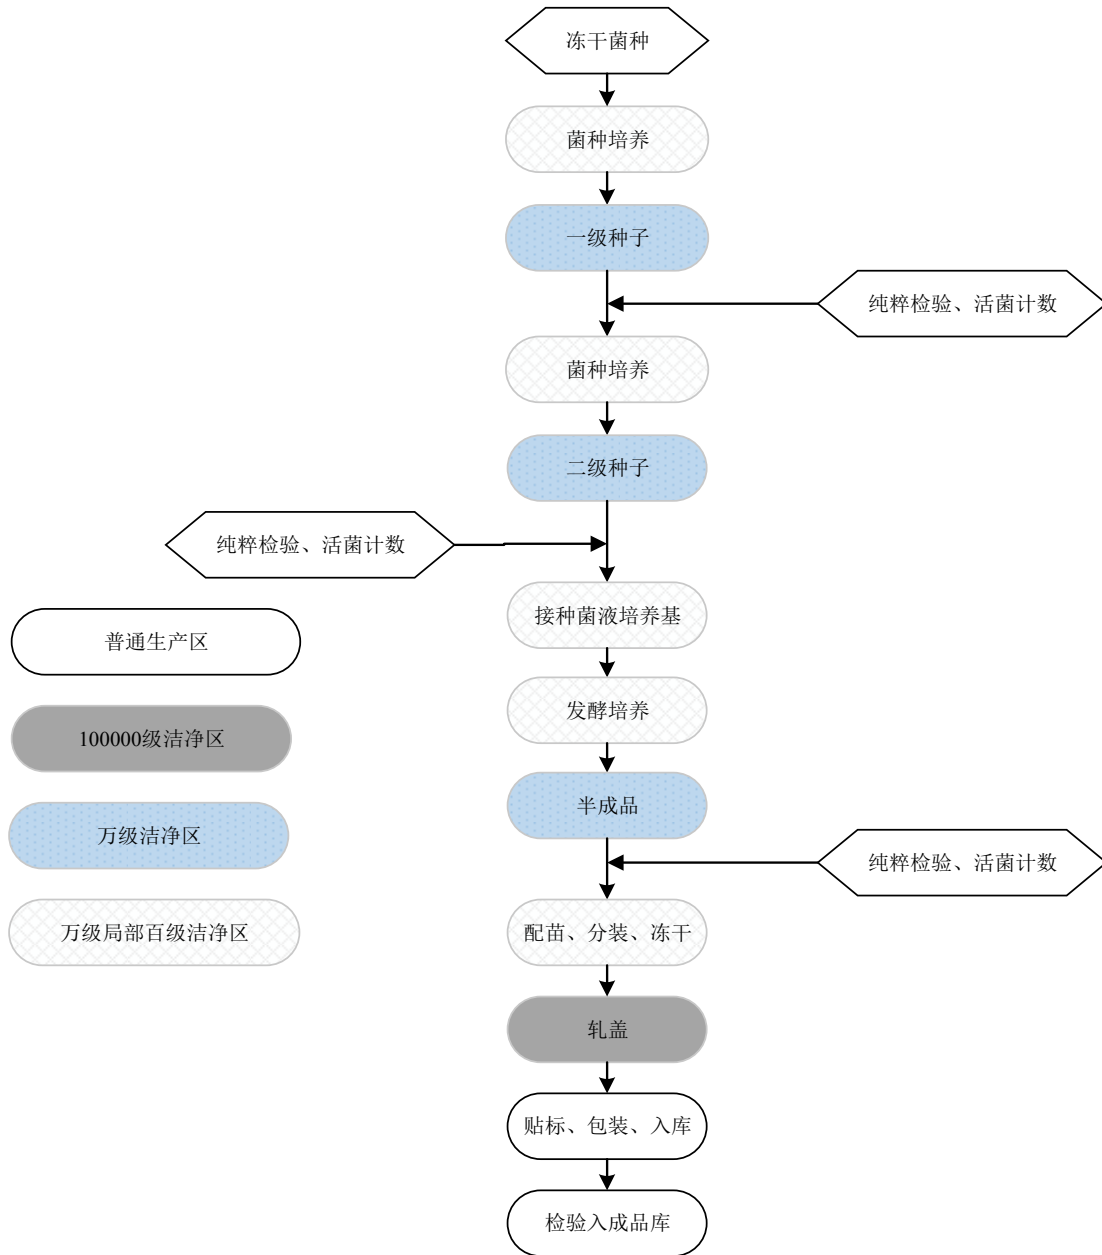 冻干菌种
菌种培养
一级种子
纯粹检验、活菌计数
菌种培养
二级种子
纯粹检验、活菌计数
接种菌液培养基
普通生产区
发酵培养
100000级洁净区
半成品
万级洁净区
纯粹检验、活菌计数
配苗、分装、冻干
万级局部百级洁净区
轧盖
贴标、包装、入库
检验入成品库